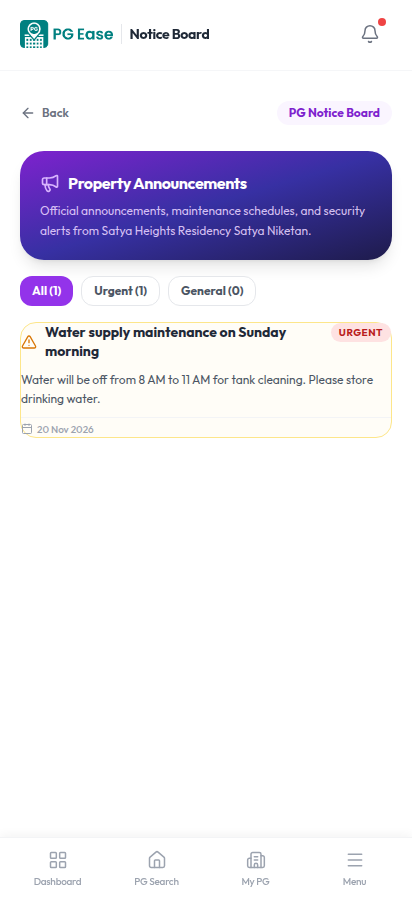 PG
PG Ease
Notice Board
Back
PG Notice Board
Property Announcements
Official announcements, maintenance schedules, and security
alerts from Satya Heights Residency Satya Niketan.
All (1)
Urgent (1)
General (0)
Water supply maintenance on Sunday
morning
URGENT
Water will be off from 8 AM to 11 AM for tank cleaning. Please store
drinking water.
20 Nov 2026
Dashboard
PG Search
My PG
Menu